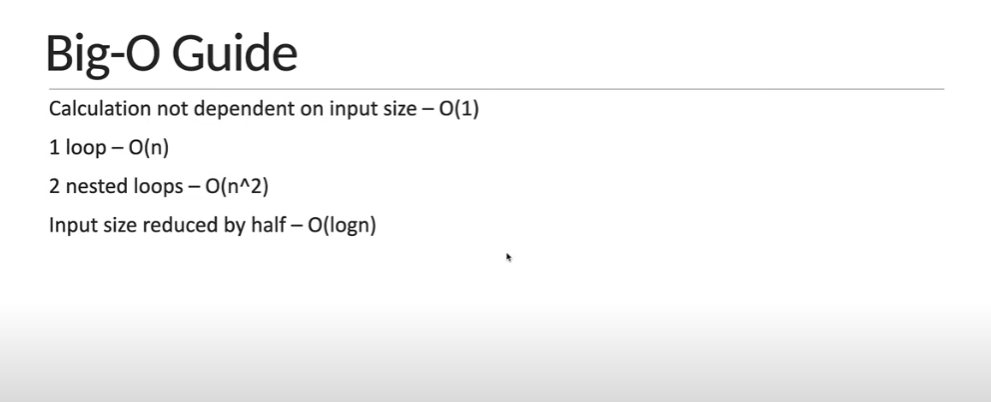 Big-O Guide
Calculation not dependent on input size – O(1)
1 loop – O(n)
2 nested loops – O(n^2)
Input size reduced by half – O(logn)